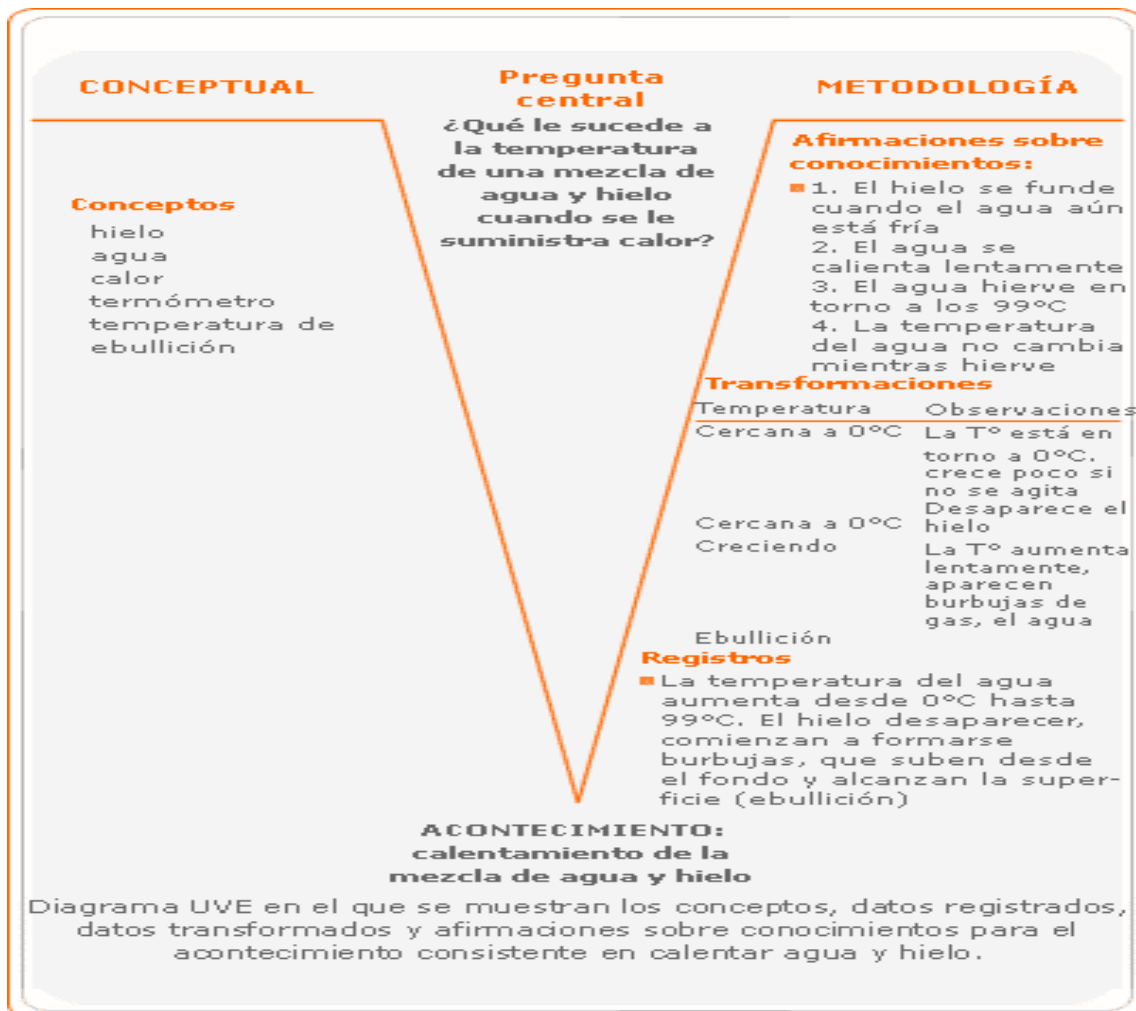 CONCEPTUAL
Conceptos
hielo
agua
calor
termómetro
temperatura de
ebullición
Pregunta
central
¿Qué le sucede a
la temperatura
de una mezcla de
agua y hielo
cuando se le
suministra calor?
METODOLOGÍA
Afirmaciones sobre
conocimientos:
1. El hielo se funde
cuando el agua aún
está fría
2. El agua se
calienta lentamente
3. El agua hierve en
torno a los 99ºC
4. La temperatura
del agua no cambia
mientras hierve
Transformaciones
Temperatura Observaciones
Cercana a 0ºC La Tº está en
torno a 0ºC.
crece poco si
no se agita
Desaparece el
Cercana a 0ºC hielo
Creciendo La Tº aumenta
lentamente,
aparecen
burbujas de
gas, el agua
Ebullición
Registros
La temperatura del agua
aumenta desde 0ºC hasta
99ºC. El hielo desaparecer,
comienzan a formarse
burbujas, que suben desde
el fondo y alcanzan la super-
ficie (ebullición)
ACONTECIMIENTO:
calentamiento de la
mezcla de agua y hielo
Diagrama UVE en el que se muestran los conceptos, datos registrados,
datos transformados y afirmaciones sobre conocimientos para el
acontecimiento consistente en calentar agua y hielo.